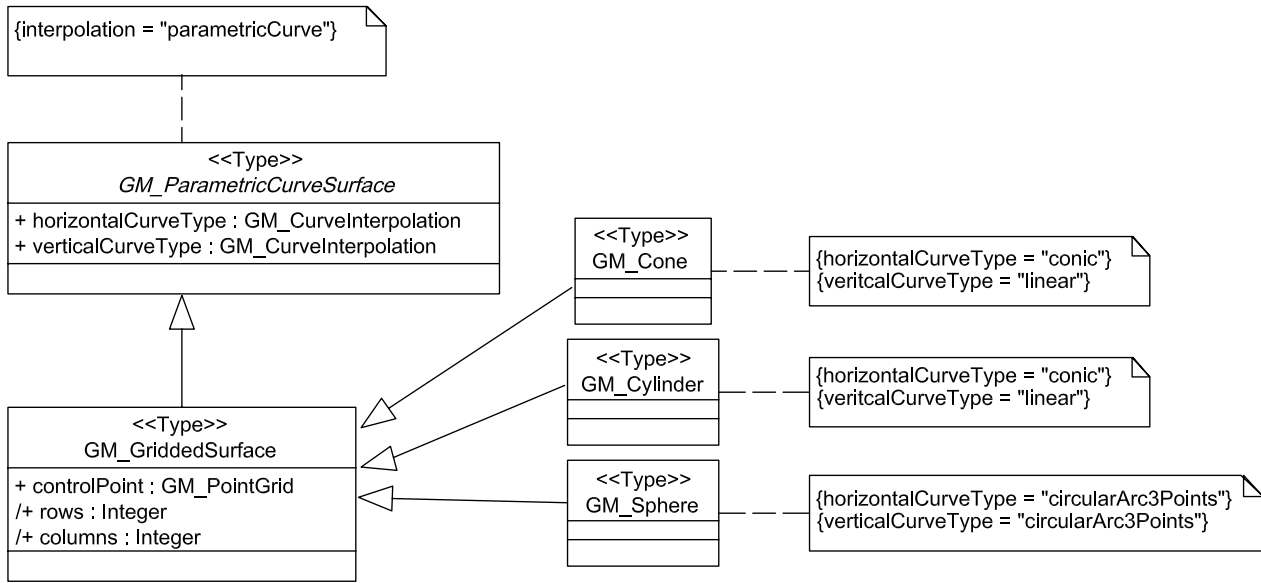 {interpolation = "parametricCurve"}
<<Type>>
GM_ParametricCurveSurface
+ horizontalCurveType : GM_CurveInterpolation
+ verticalCurveType : GM_CurveInterpolation
<<Type>>
GM_Cone
{horizontalCurveType = "conic"}
{veritcalCurveType = "linear"}
<<Type>>
GM_Cylinder
{horizontalCurveType = "conic"}
{veritcalCurveType = "linear"}
<<Type>>
GM_GriddedSurface
+ controlPoint : GM_PointGrid
/+ rows : Integer
/+ columns : Integer
<<Type>>
GM_Sphere
{horizontalCurveType = "circularArc3Points"}
{verticalCurveType = "circularArc3Points"}